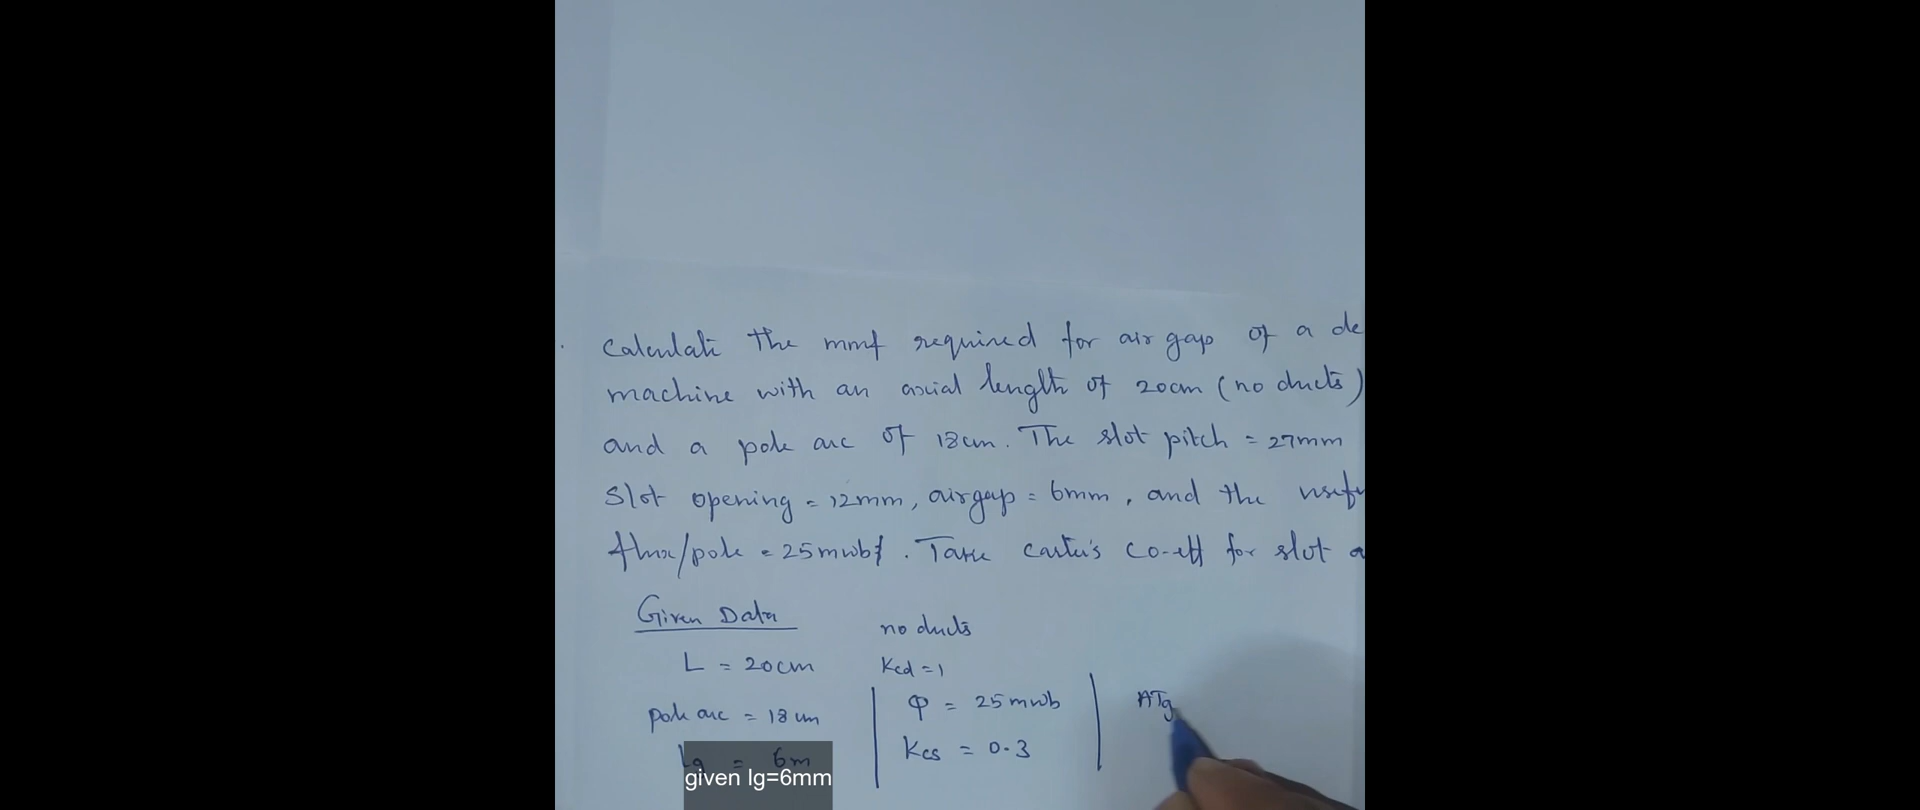 Calculate the mmf required for air gap of a dc
machine with an axial length of 20cm (no ducts)
and a pole arc of 18cm. The slot pitch = 27mm
Slot opening = 12mm, airgap = 6mm, and the usefu
flux/pole = 25mwb. Take carter's co-eff for slot a
Given Data
no ducts
L = 20cm
Kcd = 1
pole arc = 18cm
φ = 25mwb
ATg
Kcs = 0.3
lg = 6m
given lg=6mm